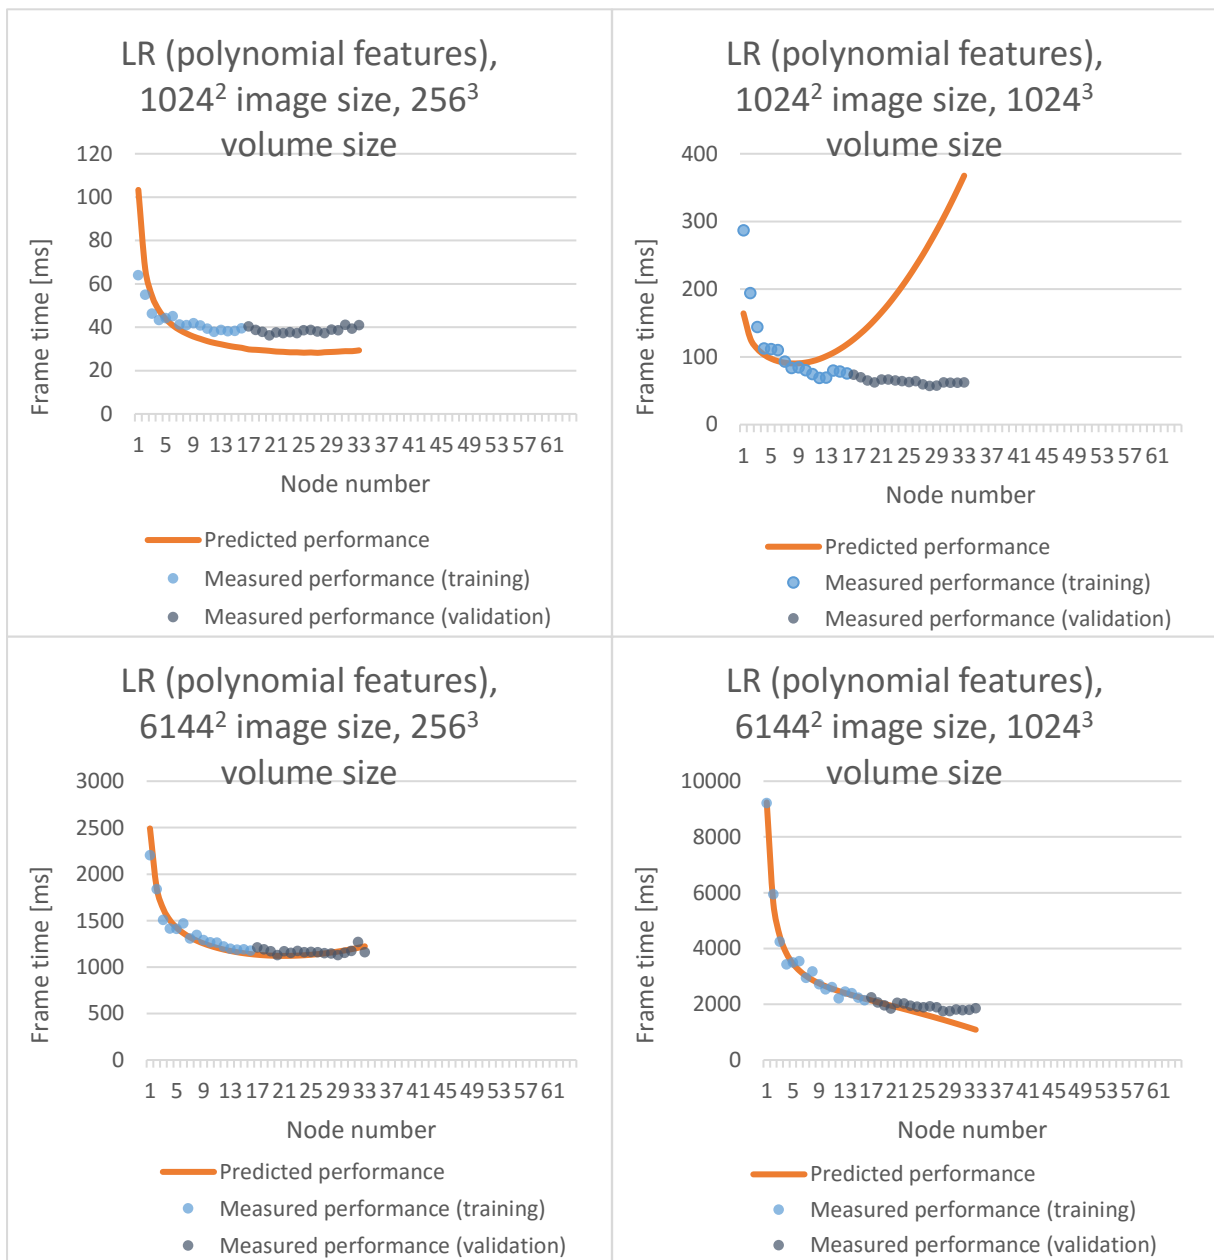 LR (polynomial features),
1024² image size, 256³
volume size
120
100
80
60
40
20
0
Frame time [ms]
1 5 9 13 17 21 25 29 33 37 41 45 49 53 57 61
Node number
Predicted performance
Measured performance (training)
Measured performance (validation)
LR (polynomial features),
1024² image size, 1024³
volume size
400
300
200
100
0
Frame time [ms]
1 5 9 13 17 21 25 29 33 37 41 45 49 53 57 61
Node number
Predicted performance
Measured performance (training)
Measured performance (validation)
LR (polynomial features),
6144² image size, 256³
volume size
3000
2500
2000
1500
1000
500
0
Frame time [ms]
1 5 9 13 17 21 25 29 33 37 41 45 49 53 57 61
Node number
Predicted performance
Measured performance (training)
Measured performance (validation)
LR (polynomial features),
6144² image size, 1024³
volume size
10000
8000
6000
4000
2000
0
Frame time [ms]
1 5 9 13 17 21 25 29 33 37 41 45 49 53 57 61
Node number
Predicted performance
Measured performance (training)
Measured performance (validation)